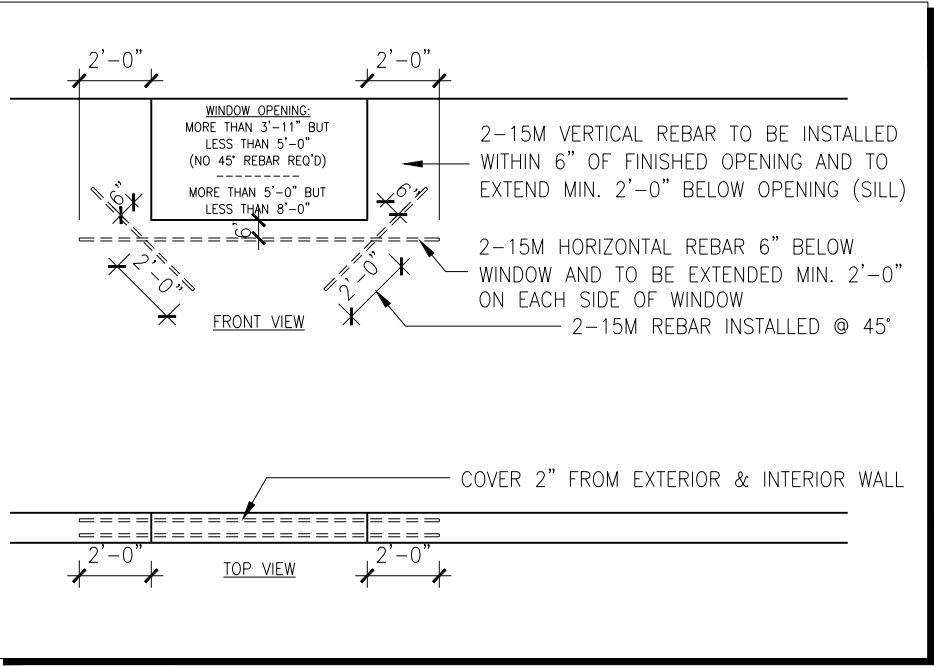 2'-0"
2'-0"
WINDOW OPENING:
MORE THAN 3'-11" BUT
LESS THAN 5'-0"
(NO 45° REBAR REQ'D)
---------
MORE THAN 5'-0" BUT
LESS THAN 8'-0"
2-15M VERTICAL REBAR TO BE INSTALLED
WITHIN 6" OF FINISHED OPENING AND TO
EXTEND MIN. 2'-0" BELOW OPENING (SILL)
6"
6"
6"
2-15M HORIZONTAL REBAR 6" BELOW
WINDOW AND TO BE EXTENDED MIN. 2'-0"
ON EACH SIDE OF WINDOW
2'-0"
2'-0"
FRONT VIEW
2-15M REBAR INSTALLED @ 45°
COVER 2" FROM EXTERIOR & INTERIOR WALL
2'-0"
2'-0"
TOP VIEW